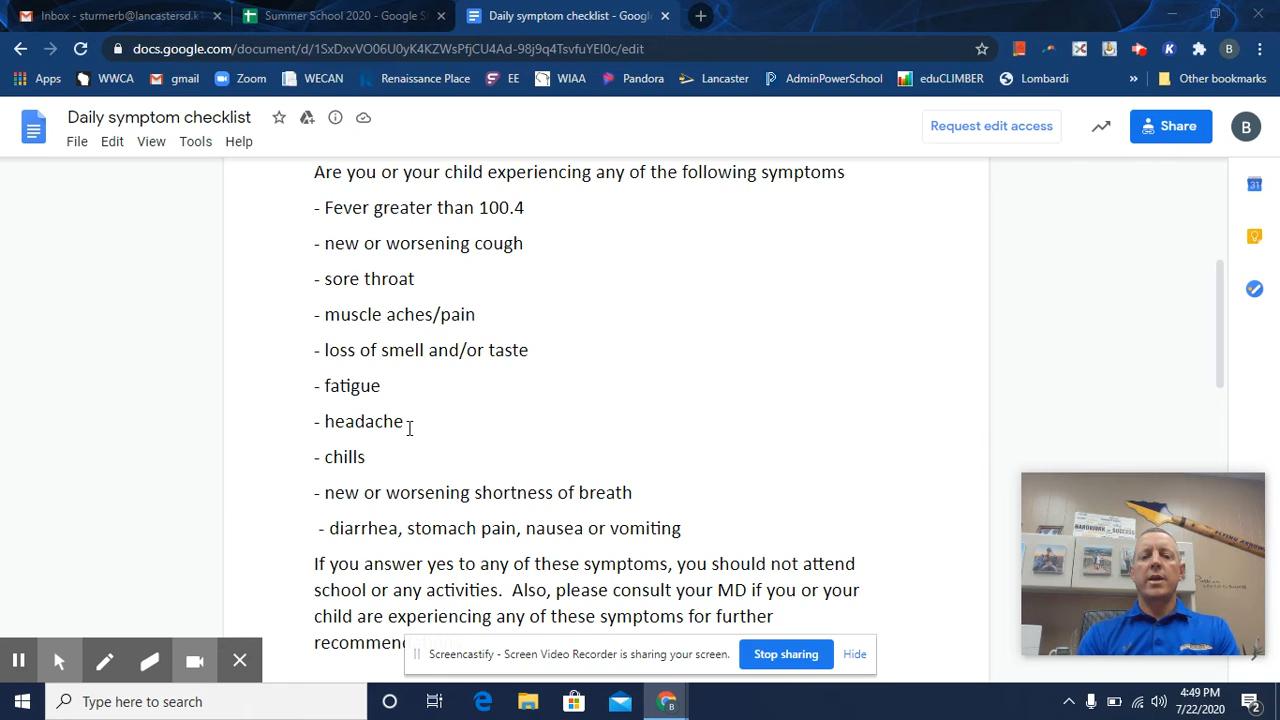 Inbox - sturmerb@lancastersd.k
Summer School 2020 - Google S
Daily symptom checklist - Googl
docs.google.com/document/d/1SxDxvVO06U0yK4KZWsPfjCU4Ad-98j9q4TsvfuYEI0c/edit
Apps WWCA gmail Zoom WECAN Renaissance Place EE WIAA Pandora Lancaster AdminPowerSchool eduCLIMBER Lombardi » Other bookmarks
Daily symptom checklist
Request edit access
Share
B
File Edit View Tools Help
Are you or your child experiencing any of the following symptoms
- Fever greater than 100.4
- new or worsening cough
- sore throat
- muscle aches/pain
- loss of smell and/or taste
- fatigue
- headache
- chills
- new or worsening shortness of breath
- diarrhea, stomach pain, nausea or vomiting
If you answer yes to any of these symptoms, you should not attend
school or any activities.  Also, please consult your MD if you or your
child are experiencing any of these symptoms for further
recommen
HARDWORK SUCCESS
FLYING ARROW
Screencastify - Screen Video Recorder is sharing your screen.
Stop sharing
Hide
Type here to search
4:49 PM
7/22/2020
2